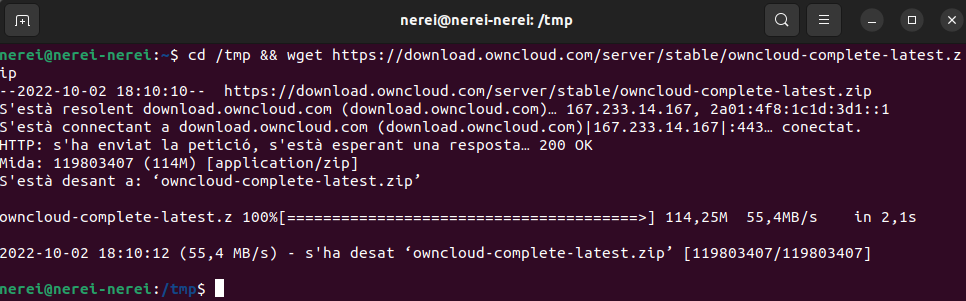 nerei@nerei-nerei: /tmp
nerei@nerei-nerei:~$ cd /tmp && wget https://download.owncloud.com/server/stable/owncloud-complete-latest.z
ip
--2022-10-02 18:10:10--  https://download.owncloud.com/server/stable/owncloud-complete-latest.zip
S'està resolent download.owncloud.com (download.owncloud.com)… 167.233.14.167, 2a01:4f8:1c1d:3d1::1
S'està connectant a download.owncloud.com (download.owncloud.com)|167.233.14.167|:443… conectat.
HTTP: s'ha enviat la petició, s'està esperant una resposta… 200 OK
Mida: 119803407 (114M) [application/zip]
S'està desant a: ‘owncloud-complete-latest.zip’
owncloud-complete-latest.z 100%[=======================================>] 114,25M  55,4MB/s    in 2,1s
2022-10-02 18:10:12 (55,4 MB/s) - s'ha desat ‘owncloud-complete-latest.zip’ [119803407/119803407]
nerei@nerei-nerei:/tmp$